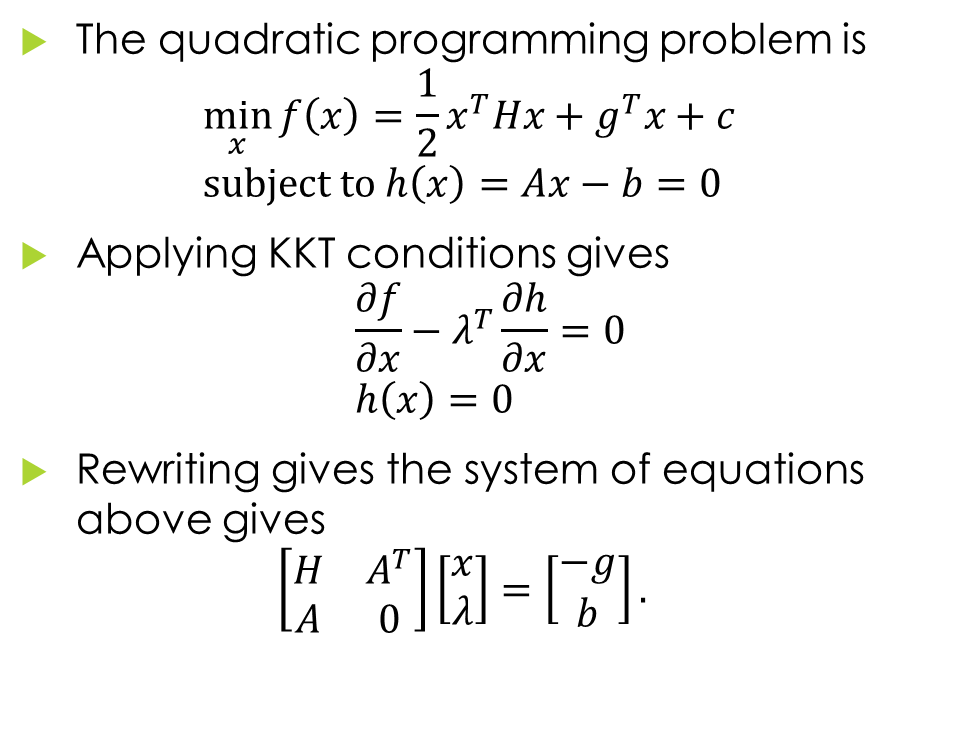 The quadratic programming problem is
min_x f(x) = 1/2 x^T Hx + g^T x + c
subject to h(x) = Ax − b = 0
Applying KKT conditions gives
∂f/∂x − λ^T ∂h/∂x = 0
h(x) = 0
Rewriting gives the system of equations
above gives
[H A^T; A 0] [x; λ] = [−g; b].